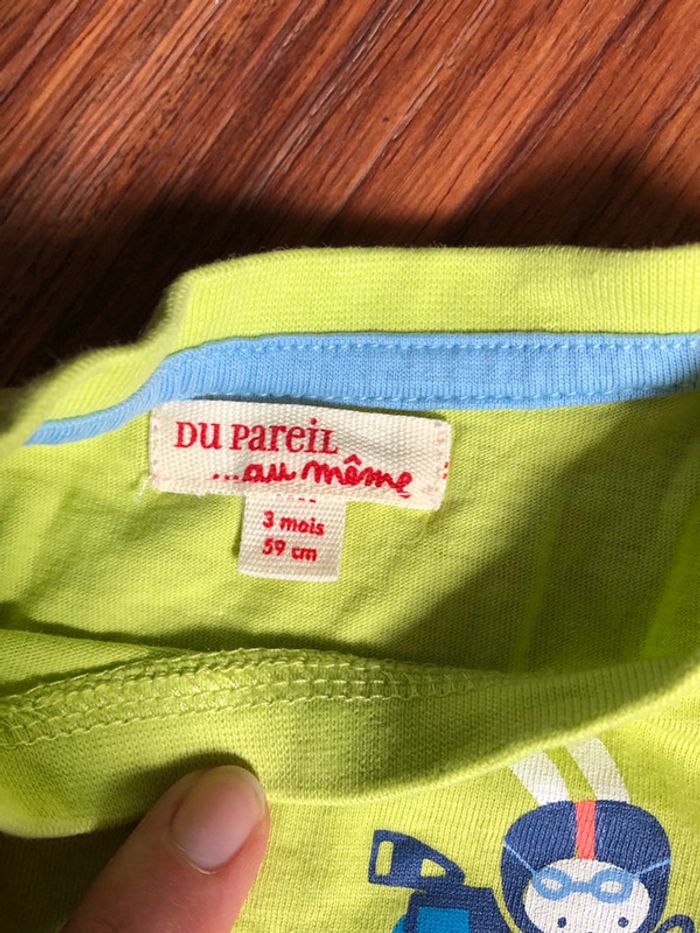 DU PAREIL
...au même
3 mois
59 cm